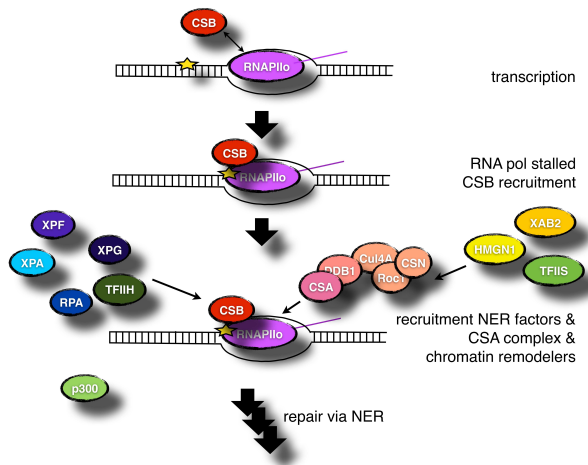 CSB
RNAPIIo
transcription
CSB
RNAPIIo
RNA pol stalled
CSB recruitment
XPF
XPG
XPA
RPA
TFIIH
CSA
DDB1
Cul4A
Roc1
CSN
HMGN1
XAB2
TFIIS
CSB
RNAPIIo
recruitment NER factors &
CSA complex &
chromatin remodelers
p300
repair via NER